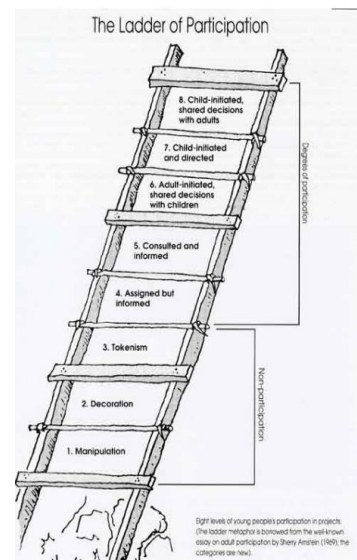 The Ladder of Participation
8. Child-initiated,
shared decisions
with adults
7. Child-initiated
and directed
6. Adult-initiated,
shared decisions
with children
5. Consulted and
informed
4. Assigned but
informed
3. Tokenism
2. Decoration
1. Manipulation
Degrees of participation
Non-participation
Eight levels of young people's participation in projects.
(The ladder metaphor is borrowed from the well-known
essay on adult participation by Sherry Arnstein (1969); the
categories are new).